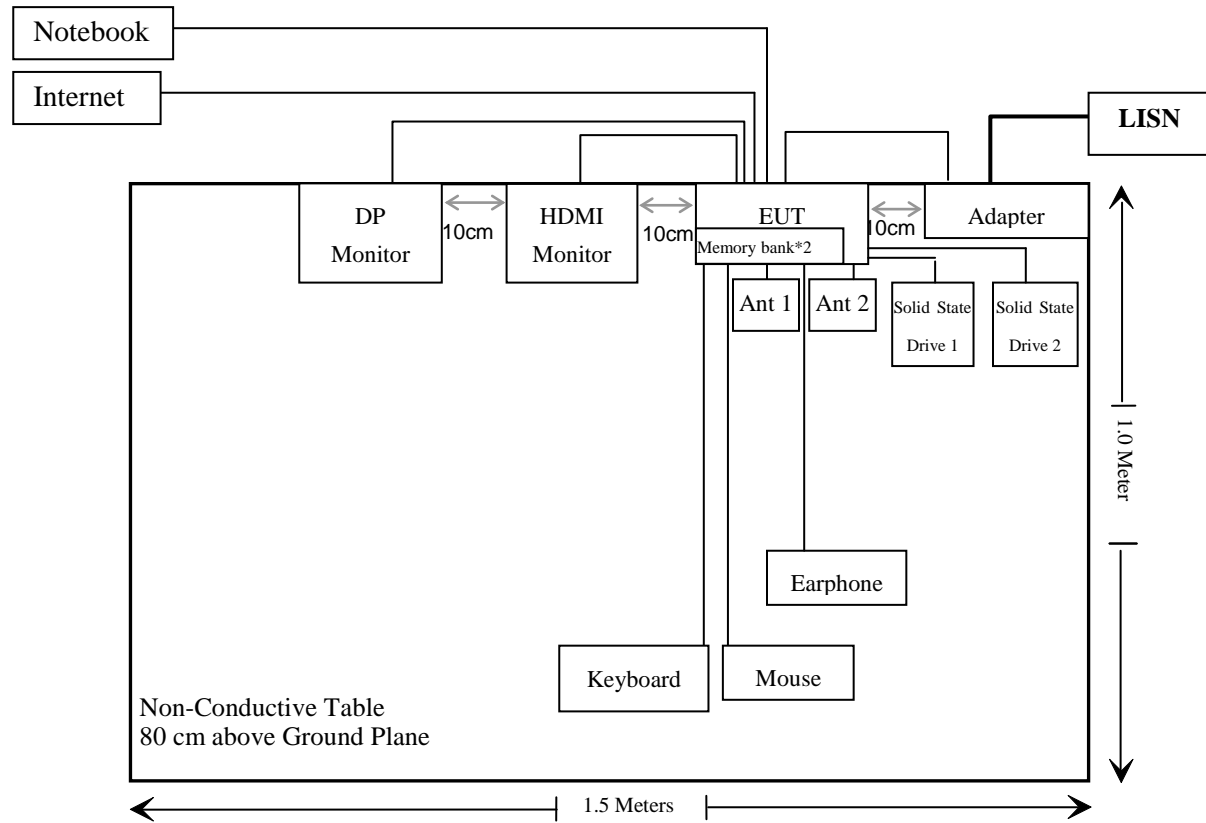 Notebook
Internet
LISN
DP
Monitor
10cm
HDMI
Monitor
10cm
EUT
Memory bank*2
10cm
Adapter
Ant 1
Ant 2
Solid State
Drive 1
Solid State
Drive 2
1.0 Meter
Earphone
Keyboard
Mouse
Non-Conductive Table
80 cm above Ground Plane
1.5 Meters